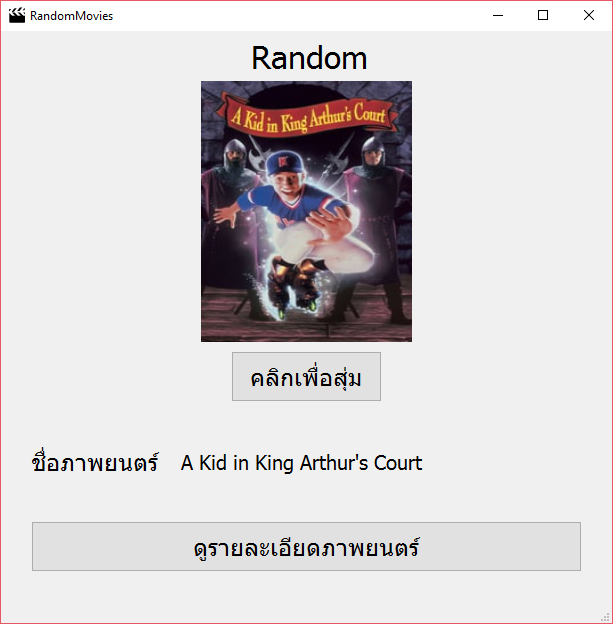 RandomMovies
Random
A Kid in King Arthur's Court
คลิกเพื่อสุ่ม
ชื่อภาพยนตร์ A Kid in King Arthur's Court
ดูรายละเอียดภาพยนตร์